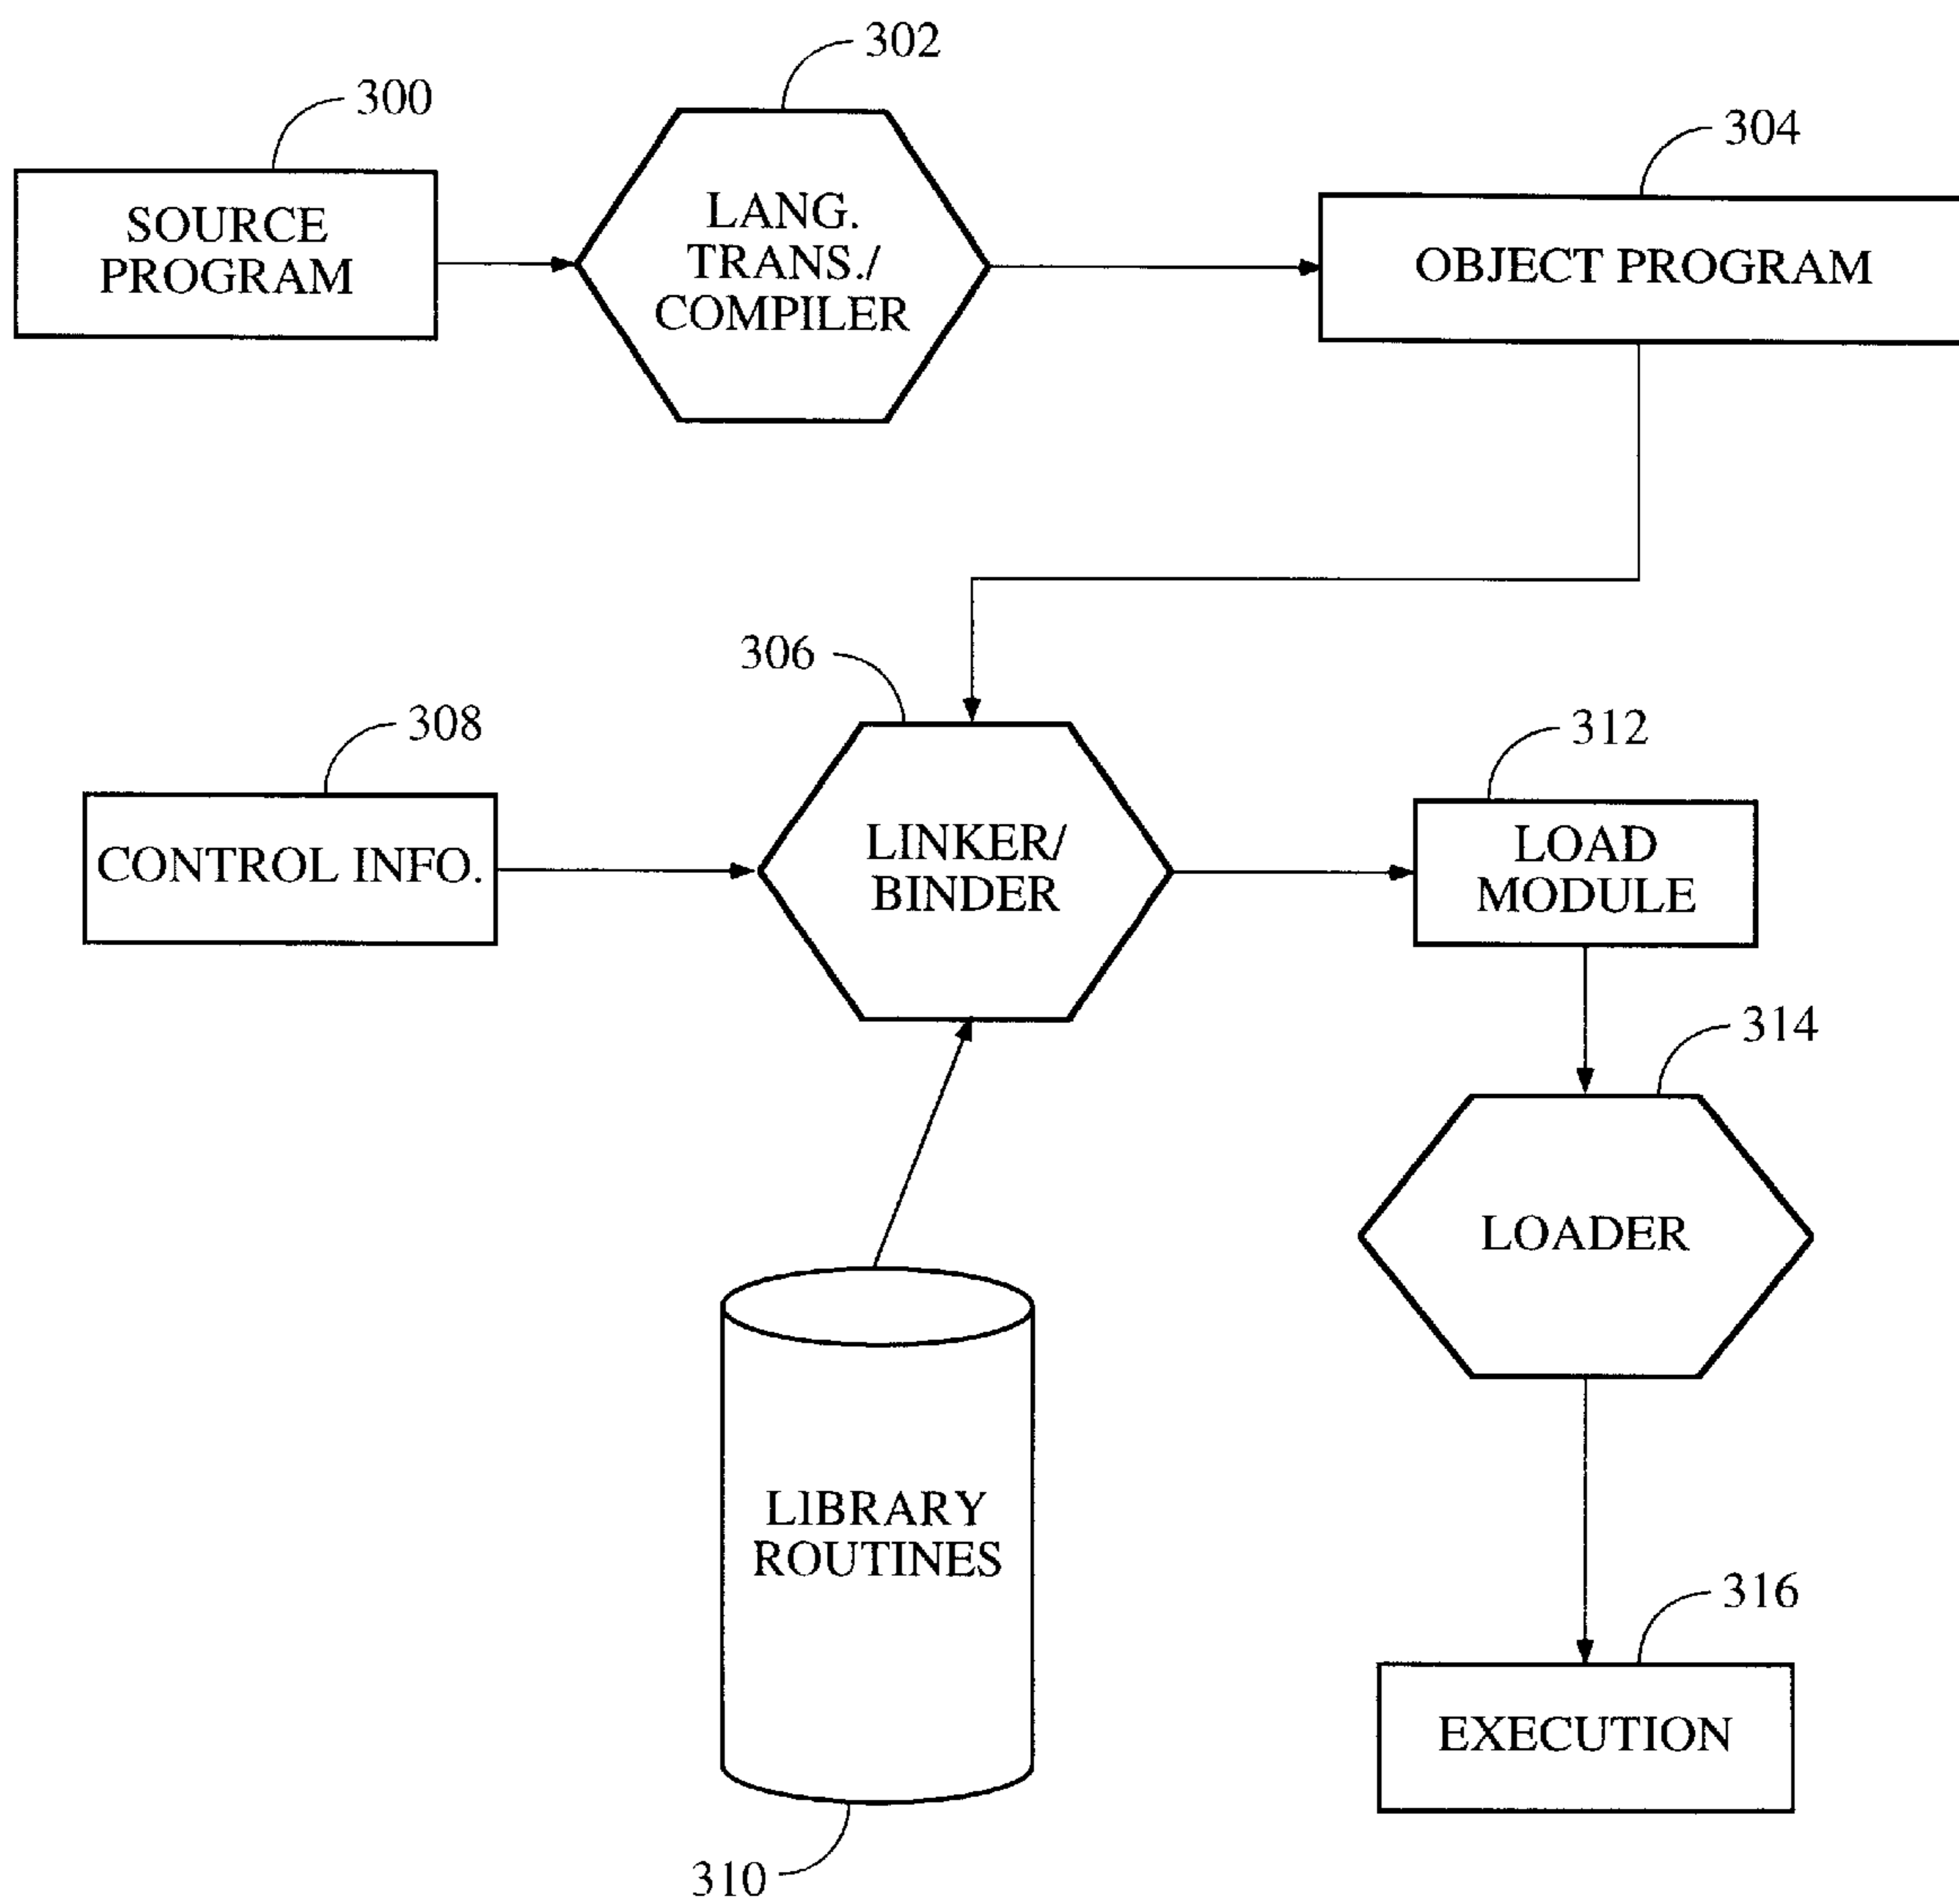 302
300
304
SOURCE
PROGRAM
LANG.
TRANS./
COMPILER
OBJECT PROGRAM
306
308
312
CONTROL INFO.
LINKER/
BINDER
LOAD
MODULE
314
LOADER
LIBRARY
ROUTINES
316
EXECUTION
310